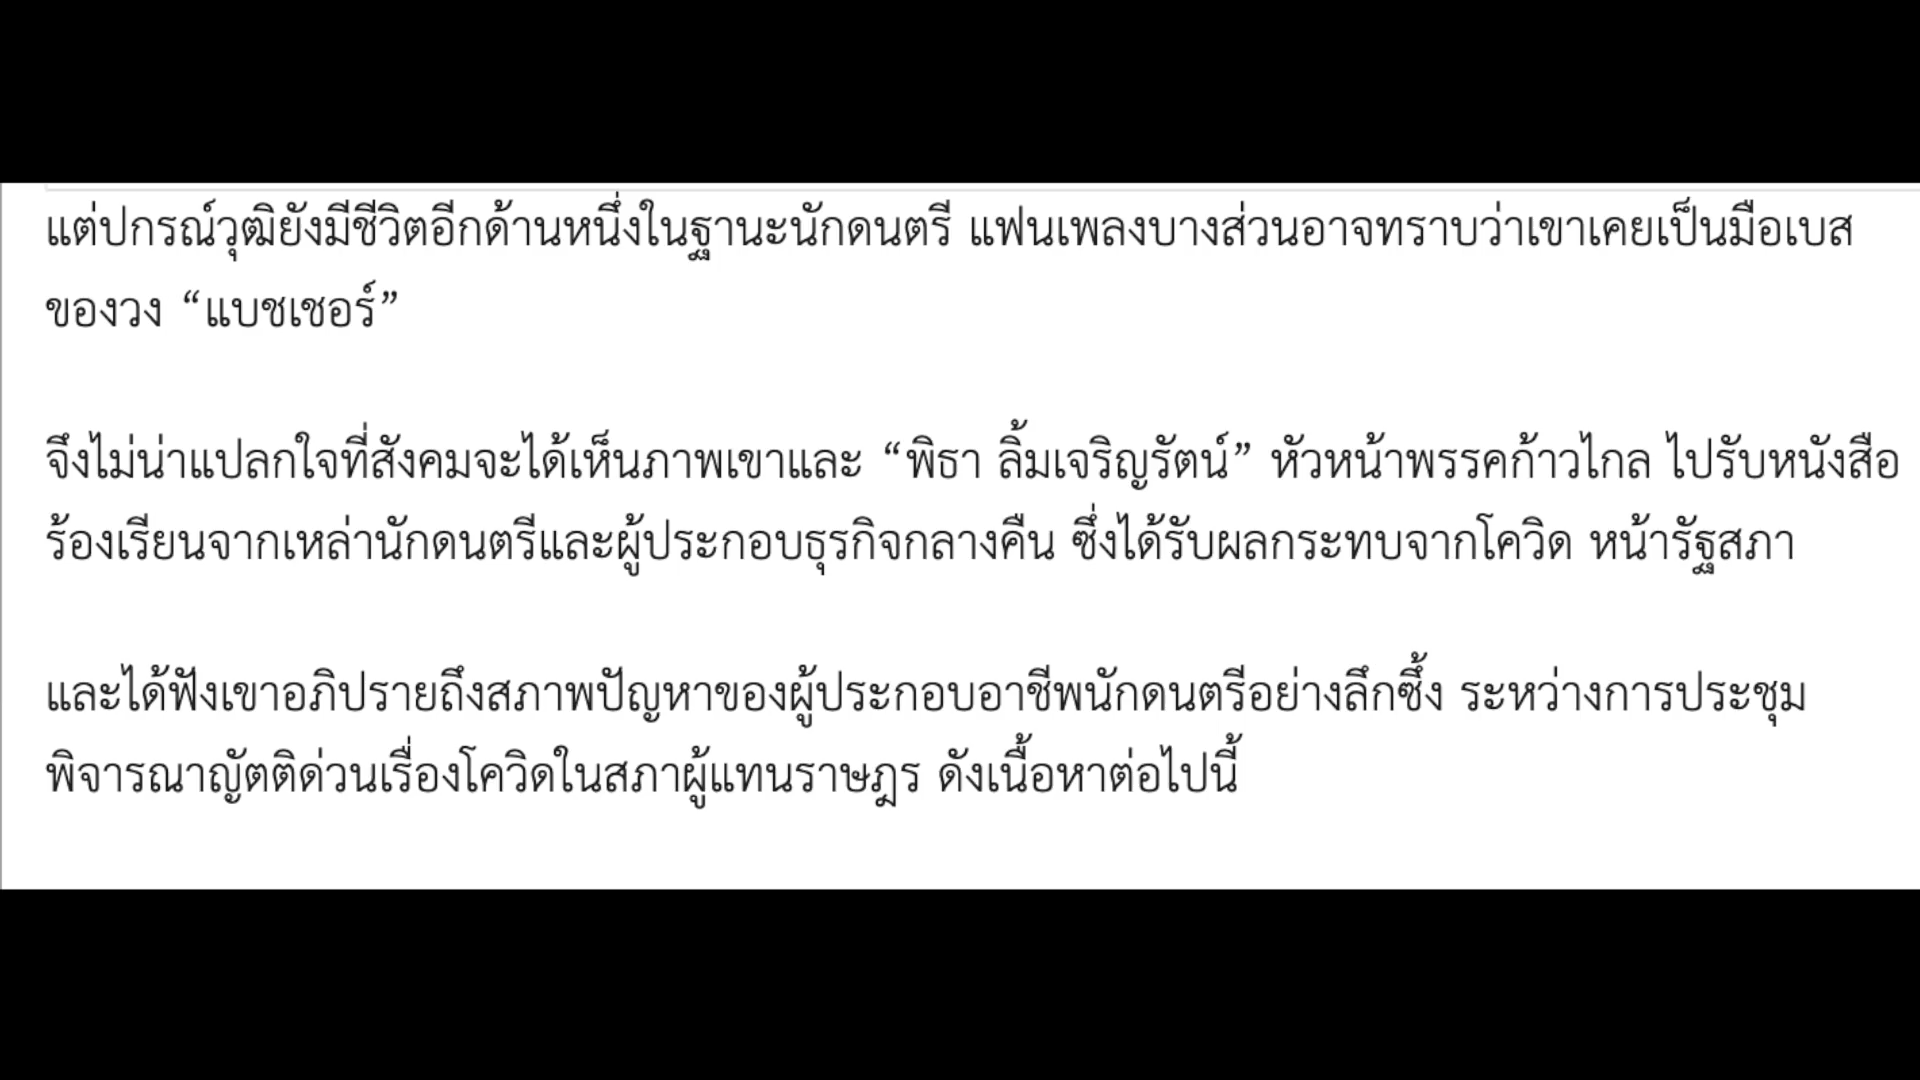 แต่ปกรณ์วุฒิยังมีชีวิตอีกด้านหนึ่งในฐานะนักดนตรี แฟนเพลงบางส่วนอาจทราบว่าเขาเคยเป็นมือเบส
ของวง “แบชเชอร์”
จึงไม่น่าแปลกใจที่สังคมจะได้เห็นภาพเขาและ “พิธา ลิ้มเจริญรัตน์” หัวหน้าพรรคก้าวไกล ไปรับหนังสือ
ร้องเรียนจากเหล่านักดนตรีและผู้ประกอบธุรกิจกลางคืน ซึ่งได้รับผลกระทบจากโควิด หน้ารัฐสภา
และได้ฟังเขาอภิปรายถึงสภาพปัญหาของผู้ประกอบอาชีพนักดนตรีอย่างลึกซึ้ง ระหว่างการประชุม
พิจารณาญัตติด่วนเรื่องโควิดในสภาผู้แทนราษฎร ดังเนื้อหาต่อไปนี้